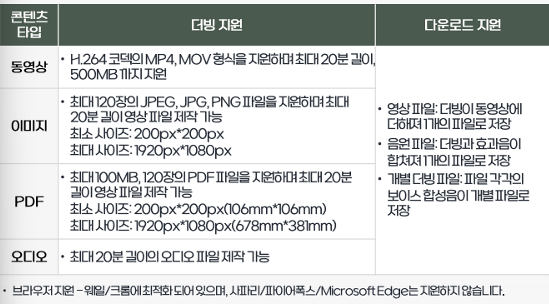 콘텐츠
타입
더빙 지원
다운로드 지원
동영상
• H.264 코덱의 MP4, MOV 형식을 지원하며 최대 20분 길이,
500MB 까지 지원
이미지
• 최대 120장의 JPEG, JPG, PNG 파일을 지원하며 최대
20분 길이 영상 파일 제작 가능
최소 사이즈: 200px*200px
최대 사이즈: 1920px*1080px
PDF
• 최대 100MB, 120장의 PDF 파일을 지원하며 최대 20분
길이 영상 파일 제작 가능
최소 사이즈: 200px*200px(106mm*106mm)
최대 사이즈: 1920px*1080px(678mm*381mm)
오디오
• 최대 20분 길이의 오디오 파일 제작 가능
• 영상 파일: 더빙이 동영상에
더해져 1개의 파일로 저장
• 음원 파일: 더빙과 효과음이
합쳐져 1개의 파일로 저장
• 개별 더빙 파일: 파일 각각의
보이스 합성음이 개별 파일로
저장
• 브라우저 지원 - 웨일/크롬에 최적화 되어 있으며, 사파리/파이어폭스/Microsoft Edge는 지원하지 않습니다.